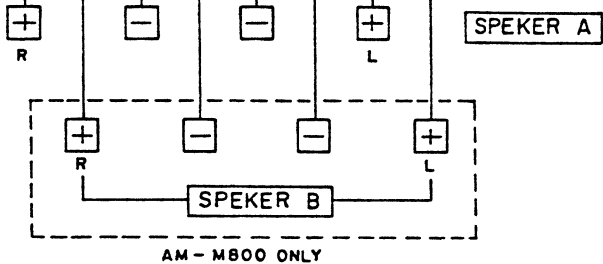 + − − + SPEKER A
R L
+ − − +
R L
SPEKER B
AM-M800 ONLY